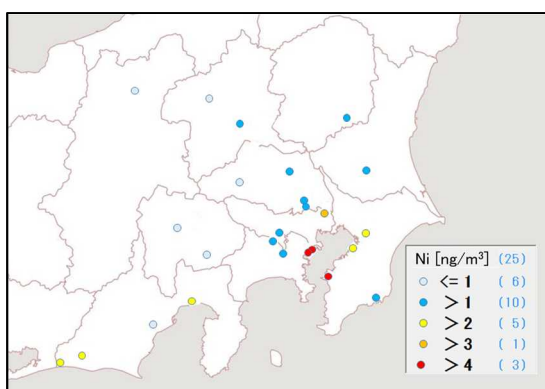 Ni [ng/m³] (25)
<= 1 ( 6)
> 1 (10)
> 2 ( 5)
> 3 ( 1)
> 4 ( 3)